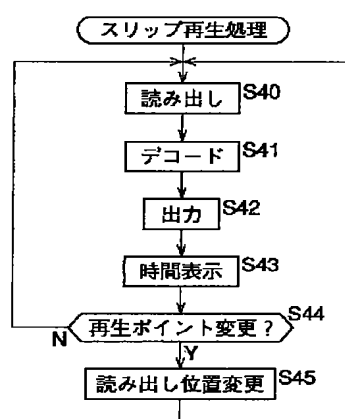 スリップ再生処理
読み出し S40
デコード S41
出力 S42
時間表示 S43
再生ポイント変更? S44
N
Y
読み出し位置変更 S45